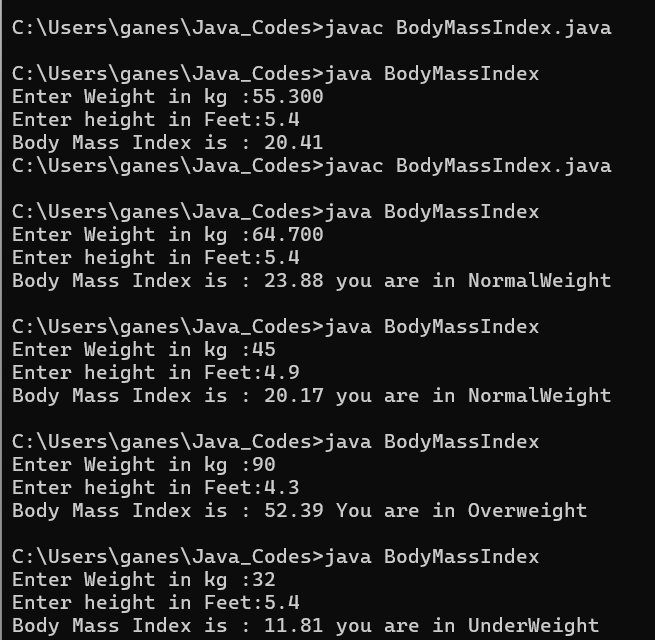 C:\Users\ganes\Java_Codes>javac BodyMassIndex.java
C:\Users\ganes\Java_Codes>java BodyMassIndex
Enter Weight in kg :55.300
Enter height in Feet:5.4
Body Mass Index is : 20.41
C:\Users\ganes\Java_Codes>javac BodyMassIndex.java
C:\Users\ganes\Java_Codes>java BodyMassIndex
Enter Weight in kg :64.700
Enter height in Feet:5.4
Body Mass Index is : 23.88 you are in NormalWeight
C:\Users\ganes\Java_Codes>java BodyMassIndex
Enter Weight in kg :45
Enter height in Feet:4.9
Body Mass Index is : 20.17 you are in NormalWeight
C:\Users\ganes\Java_Codes>java BodyMassIndex
Enter Weight in kg :90
Enter height in Feet:4.3
Body Mass Index is : 52.39 You are in Overweight
C:\Users\ganes\Java_Codes>java BodyMassIndex
Enter Weight in kg :32
Enter height in Feet:5.4
Body Mass Index is : 11.81 you are in UnderWeight